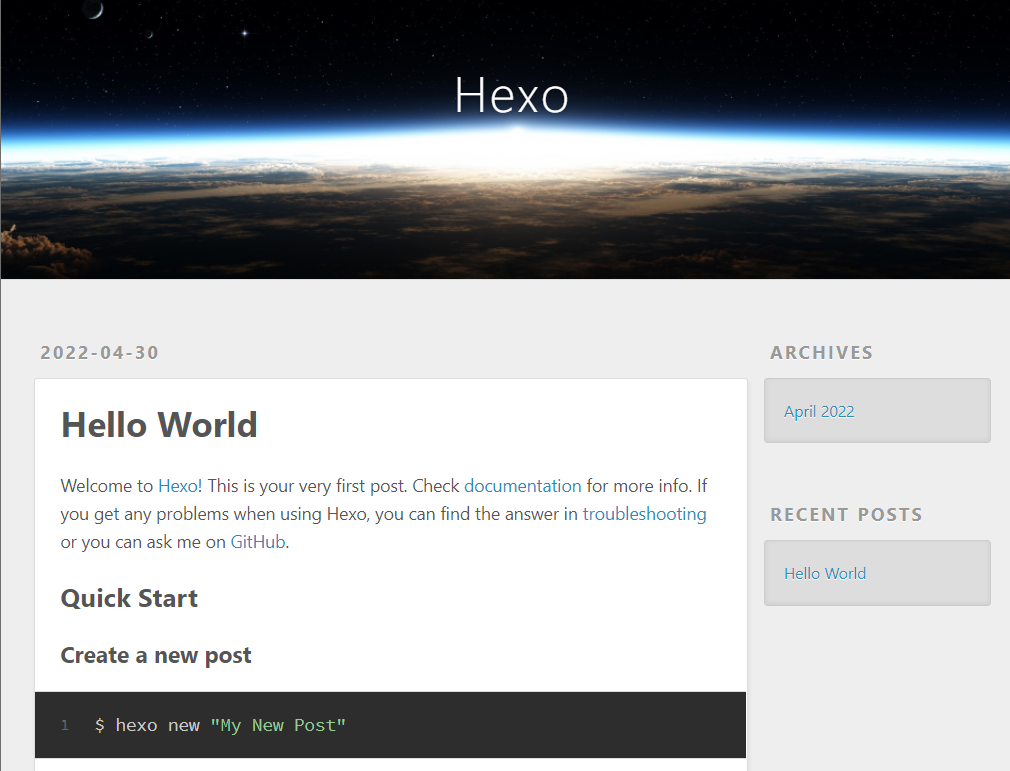 Hexo
2022-04-30
Hello World
Welcome to Hexo! This is your very first post. Check documentation for more info. If
you get any problems when using Hexo, you can find the answer in troubleshooting
or you can ask me on GitHub.
Quick Start
Create a new post
1 $ hexo new "My New Post"
ARCHIVES
April 2022
RECENT POSTS
Hello World